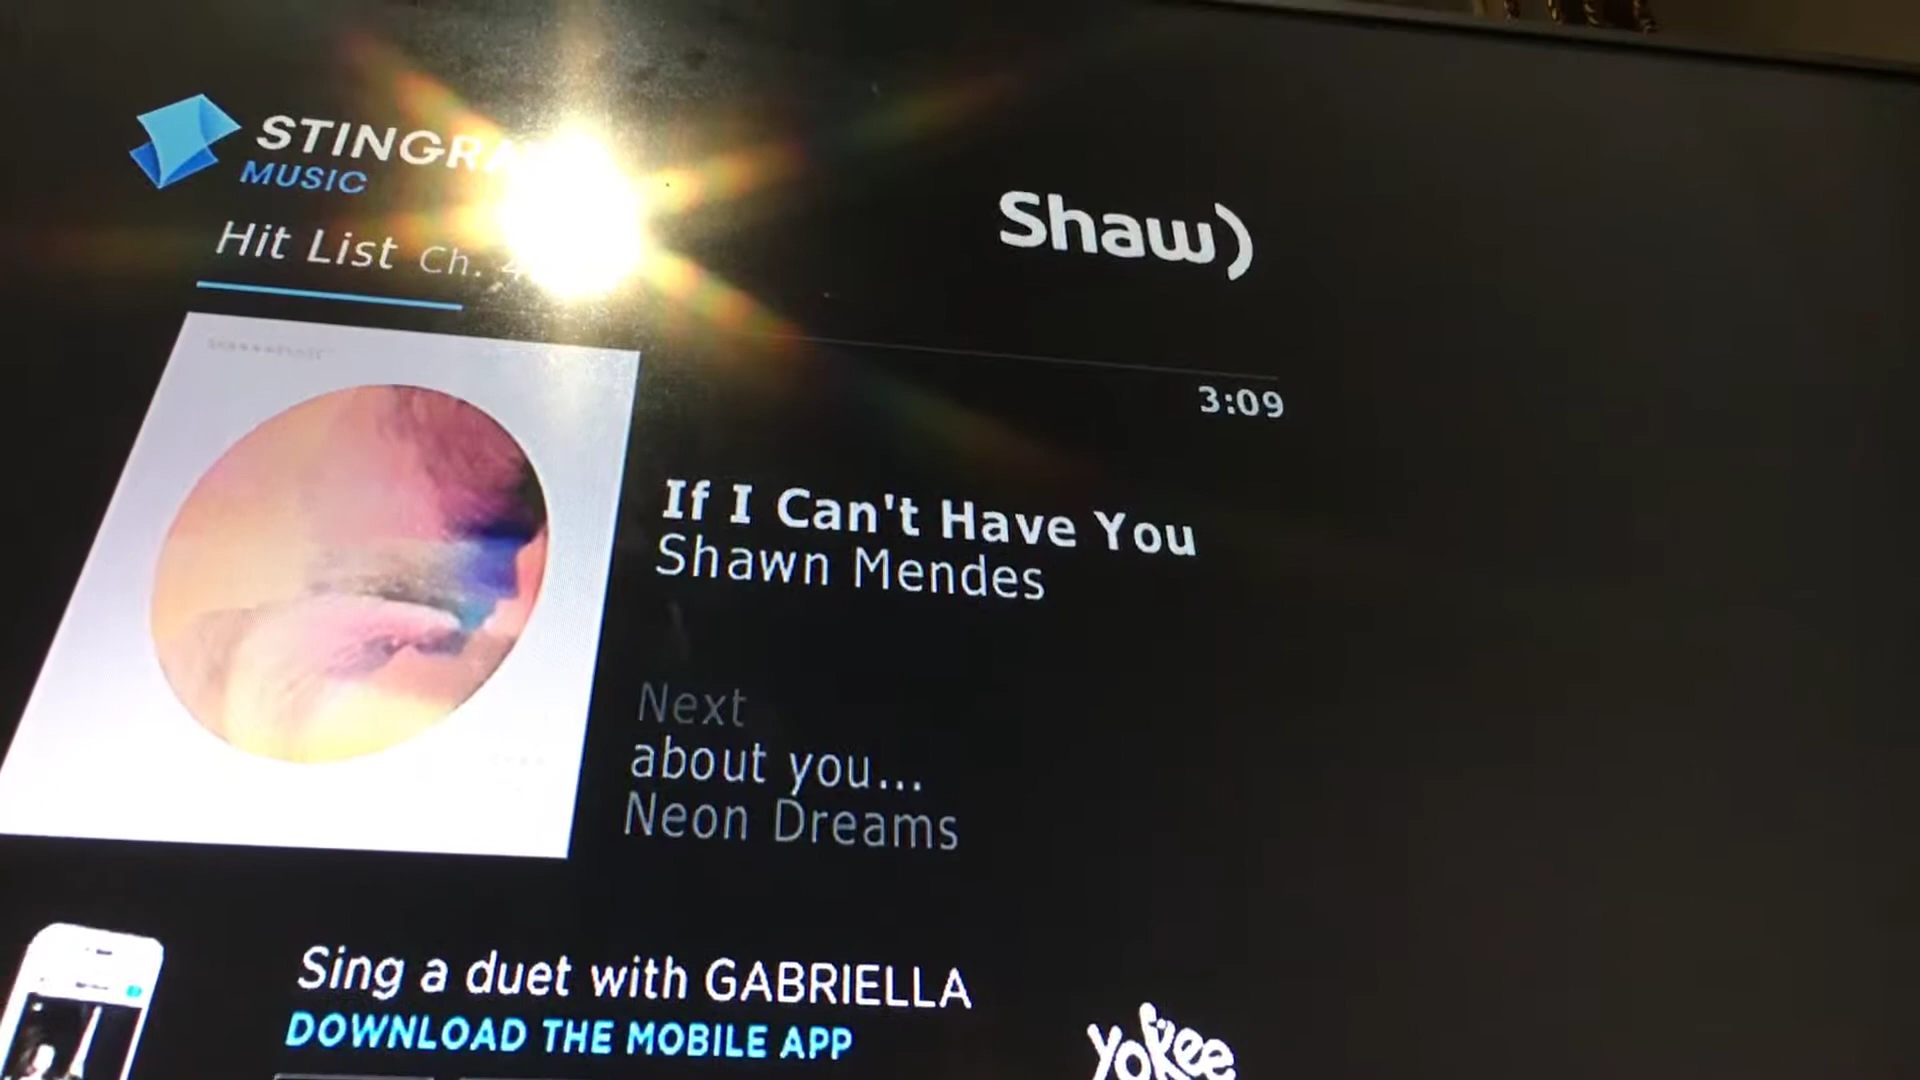 STINGRA
MUSIC
Hit List Ch. 4
Shaw)
3:09
If I Can't Have You
Shawn Mendes
Next
about you...
Neon Dreams
Sing a duet with GABRIELLA
DOWNLOAD THE MOBILE APP
Yokee